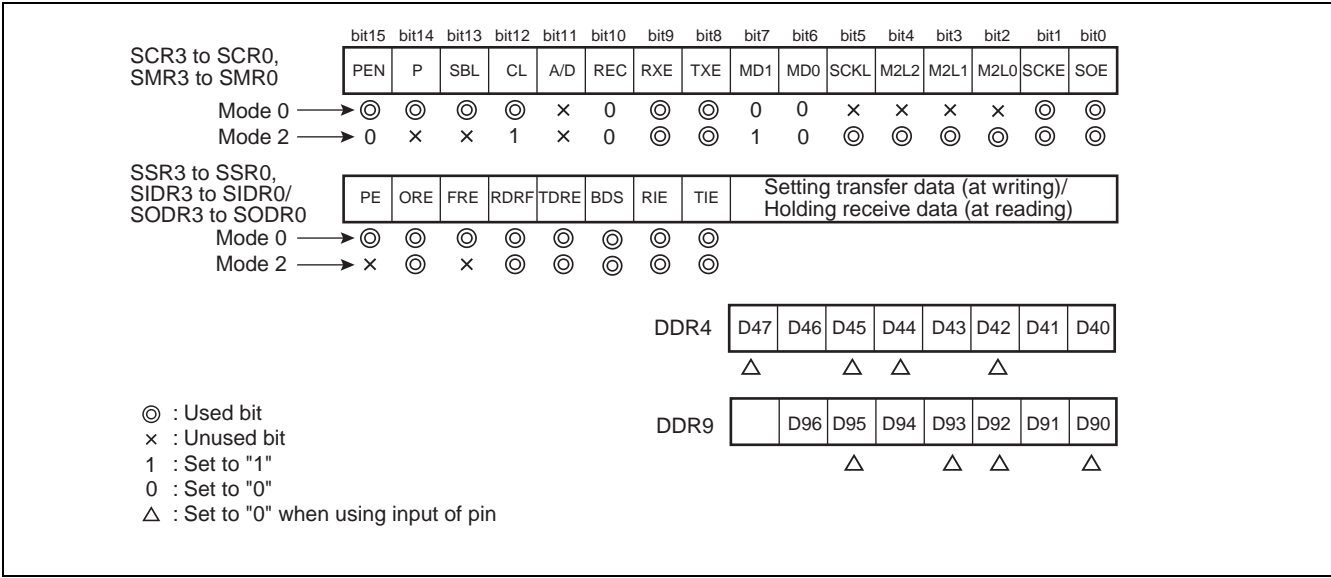 bit15 bit14 bit13 bit12 bit11 bit10 bit9 bit8 bit7 bit6 bit5 bit4 bit3 bit2 bit1 bit0
SCR3 to SCR0,
SMR3 to SMR0
PEN P SBL CL A/D REC RXE TXE MD1 MD0 SCKL M2L2 M2L1 M2L0 SCKE SOE
Mode 0 → ◎ ◎ ◎ ◎ × 0 ◎ ◎ 0 0 × × × × ◎ ◎
Mode 2 → 0 × × 1 × 0 ◎ ◎ 1 0 ◎ ◎ ◎ ◎ ◎ ◎
SSR3 to SSR0,
SIDR3 to SIDR0/
SODR3 to SODR0
PE ORE FRE RDRF TDRE BDS RIE TIE
Setting transfer data (at writing)/
Holding receive data (at reading)
Mode 0 → ◎ ◎ ◎ ◎ ◎ ◎ ◎ ◎
Mode 2 → × ◎ × ◎ ◎ ◎ ◎ ◎
DDR4 D47 D46 D45 D44 D43 D42 D41 D40
△ △ △ △
DDR9 D96 D95 D94 D93 D92 D91 D90
△ △ △ △
◎ : Used bit
× : Unused bit
1 : Set to "1"
0 : Set to "0"
△ : Set to "0" when using input of pin